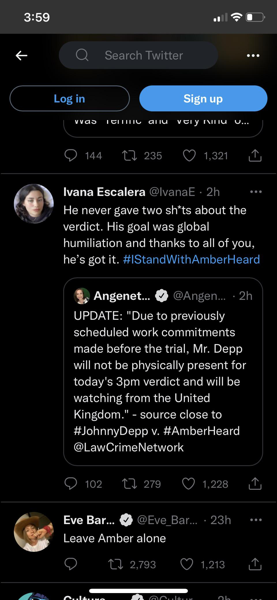 3:59
Search Twitter
Log in
Sign up
was "Terrific" and "Very Kind" o...
144
235
1,321
Ivana Escalera @IvanaE · 2h
He never gave two sh*ts about the
verdict. His goal was global
humiliation and thanks to all of you,
he's got it. #IStandWithAmberHeard
Angenet... @Angen... · 2h
UPDATE: "Due to previously
scheduled work commitments
made before the trial, Mr. Depp
will not be physically present for
today's 3pm verdict and will be
watching from the United
Kingdom." - source close to
#JohnnyDepp v. #AmberHeard
@LawCrimeNetwork
102
279
1,228
Eve Bar... @Eve_Bar... · 23h
Leave Amber alone
2,793
1,213